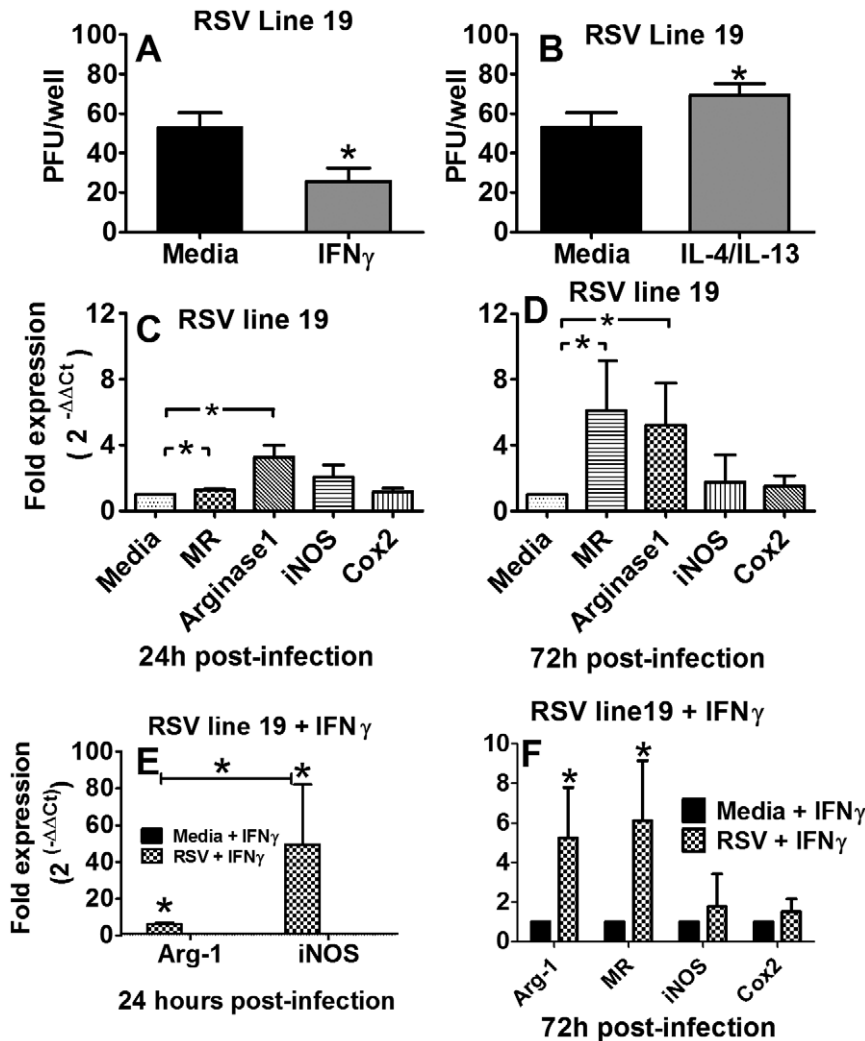 RSV Line 19
A
PFU/well
100
80
60
40
20
0
*
Media
IFNγ
RSV Line 19
B
PFU/well
100
80
60
40
20
0
*
Media
IL-4/IL-13
RSV line 19
C
Fold expression
( 2 -ΔΔCt )
12
8
4
0
*
*
Media
MR
Arginase1
iNOS
Cox2
24h post-infection
RSV line 19
D
12
8
4
0
*
*
Media
MR
Arginase1
iNOS
Cox2
72h post-infection
RSV line 19 + IFNγ
E
Fold expression
(2 (-ΔΔCt))
100
80
60
40
20
0
*
*
*
Media + IFNγ
RSV + IFNγ
Arg-1
iNOS
24 hours post-infection
RSV line19 + IFNγ
F
10
8
6
4
2
0
*
*
Media + IFNγ
RSV + IFNγ
Arg-1
MR
iNOS
Cox2
72h post-infection